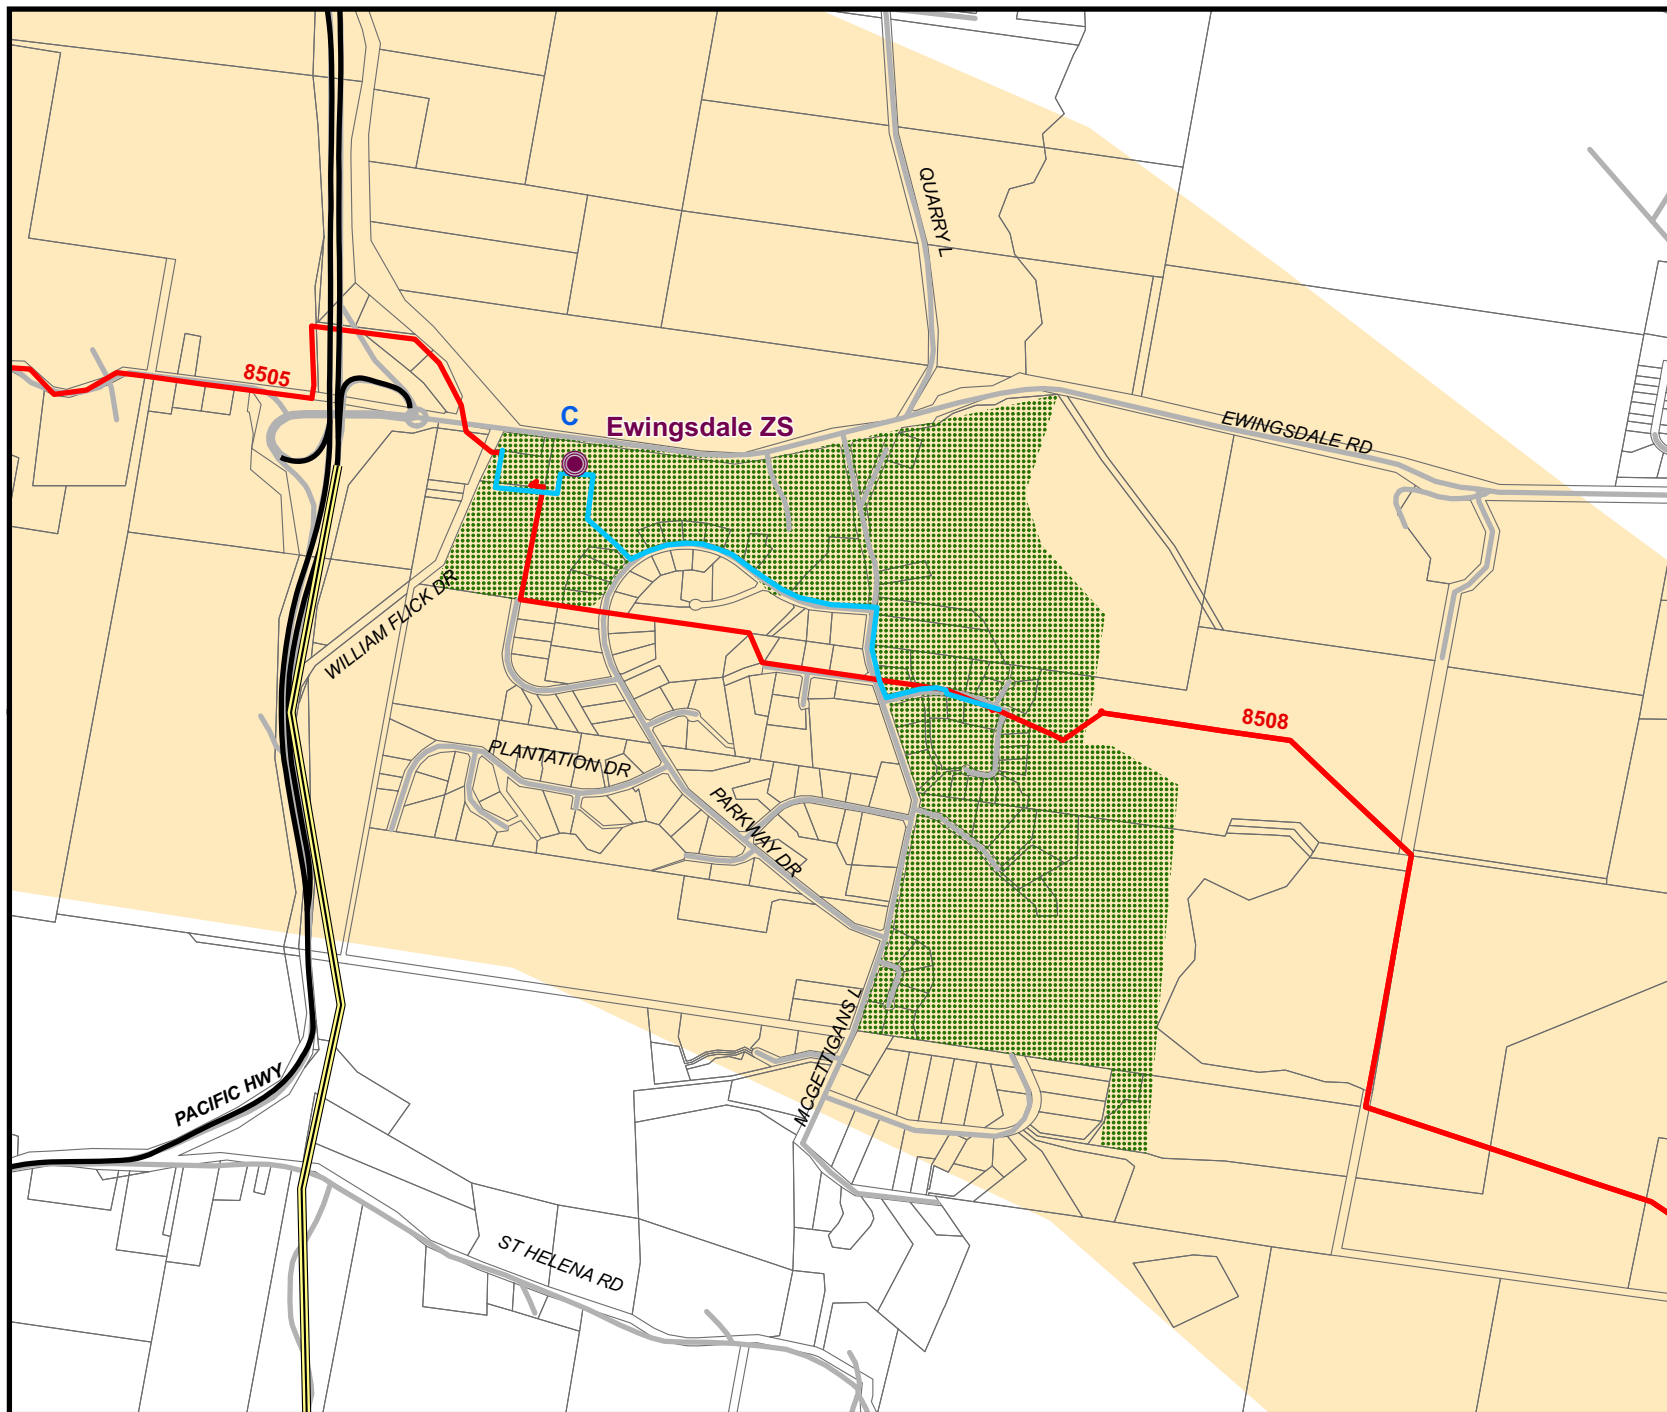 QUARRY L
8505
C
Ewingsdale ZS
EWINGSDALE RD
WILLIAM FLICK DR
8508
PLANTATION DR
PARKWAY DR
MCGETTIGANS L
PACIFIC HWY
ST HELENA RD